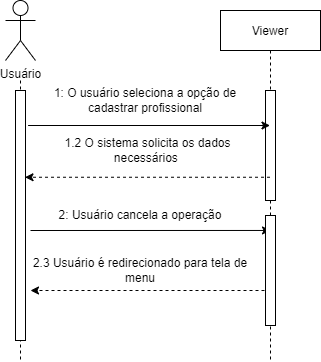 Viewer
Usuário
1: O usuário seleciona a opção de
cadastrar profissional
1.2 O sistema solicita os dados
necessários
2: Usuário cancela a operação
2.3 Usuário é redirecionado para tela de
menu